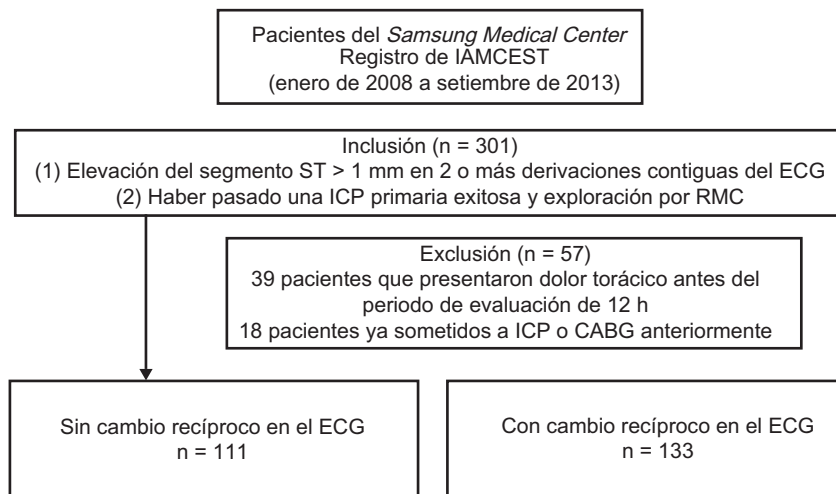 Pacientes del Samsung Medical Center
Registro de IAMCEST
(enero de 2008 a setiembre de 2013)
Inclusión (n = 301)
(1) Elevación del segmento ST > 1 mm en 2 o más derivaciones contiguas del ECG
(2) Haber pasado una ICP primaria exitosa y exploración por RMC
Exclusión (n = 57)
39 pacientes que presentaron dolor torácico antes del
periodo de evaluación de 12 h
18 pacientes ya sometidos a ICP o CABG anteriormente
Sin cambio recíproco en el ECG
n = 111
Con cambio recíproco en el ECG
n = 133